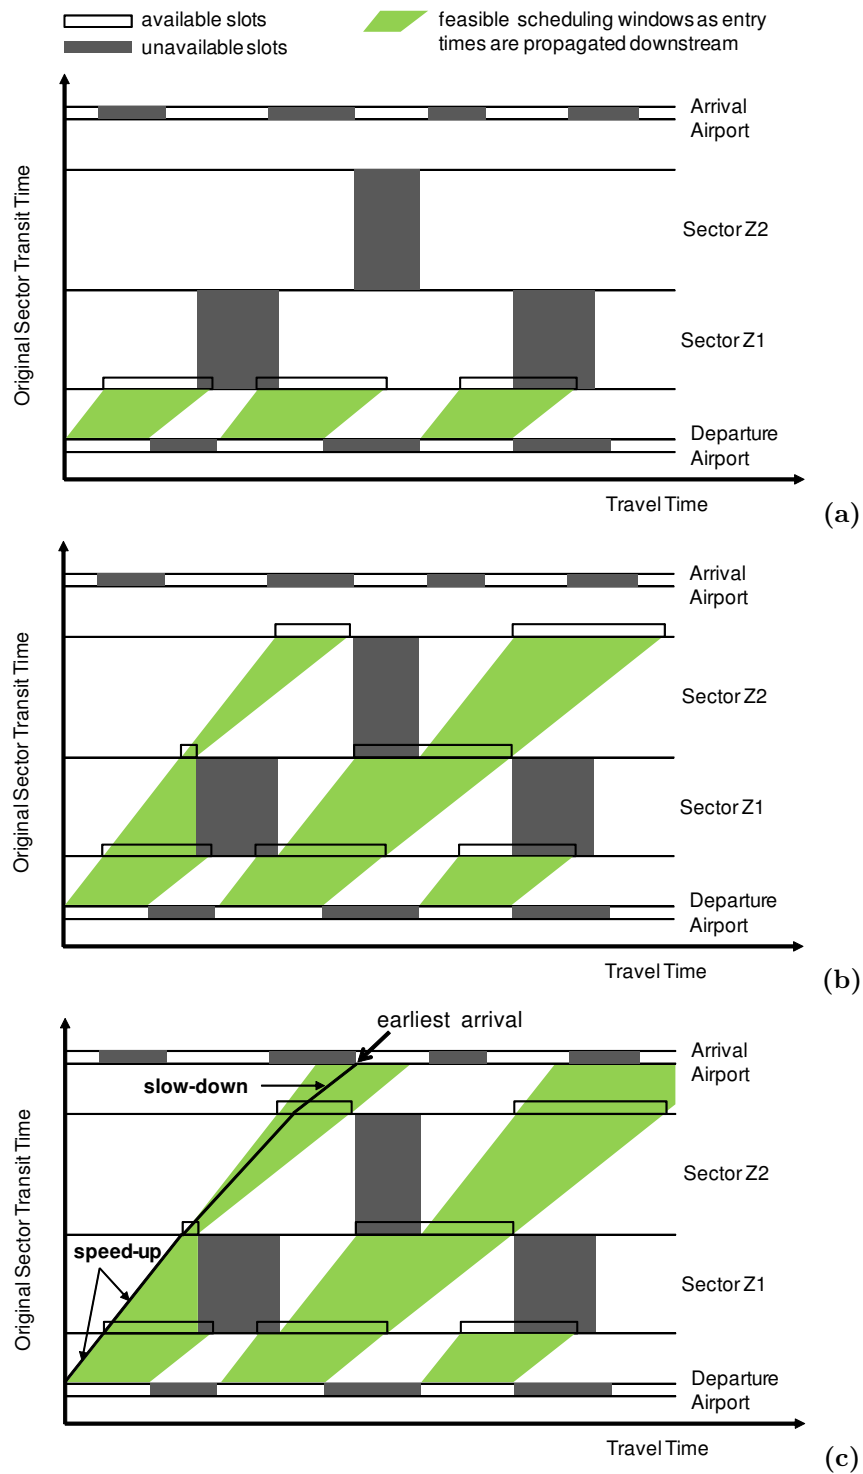 available slots
unavailable slots
feasible scheduling windows as entry
times are propagated downstream
Original Sector Transit Time
Arrival
Airport
Sector Z2
Sector Z1
Departure
Airport
Travel Time
(a)
Original Sector Transit Time
Arrival
Airport
Sector Z2
Sector Z1
Departure
Airport
Travel Time
(b)
earliest arrival
Original Sector Transit Time
Arrival
Airport
slow-down
Sector Z2
speed-up
Sector Z1
Departure
Airport
Travel Time
(c)